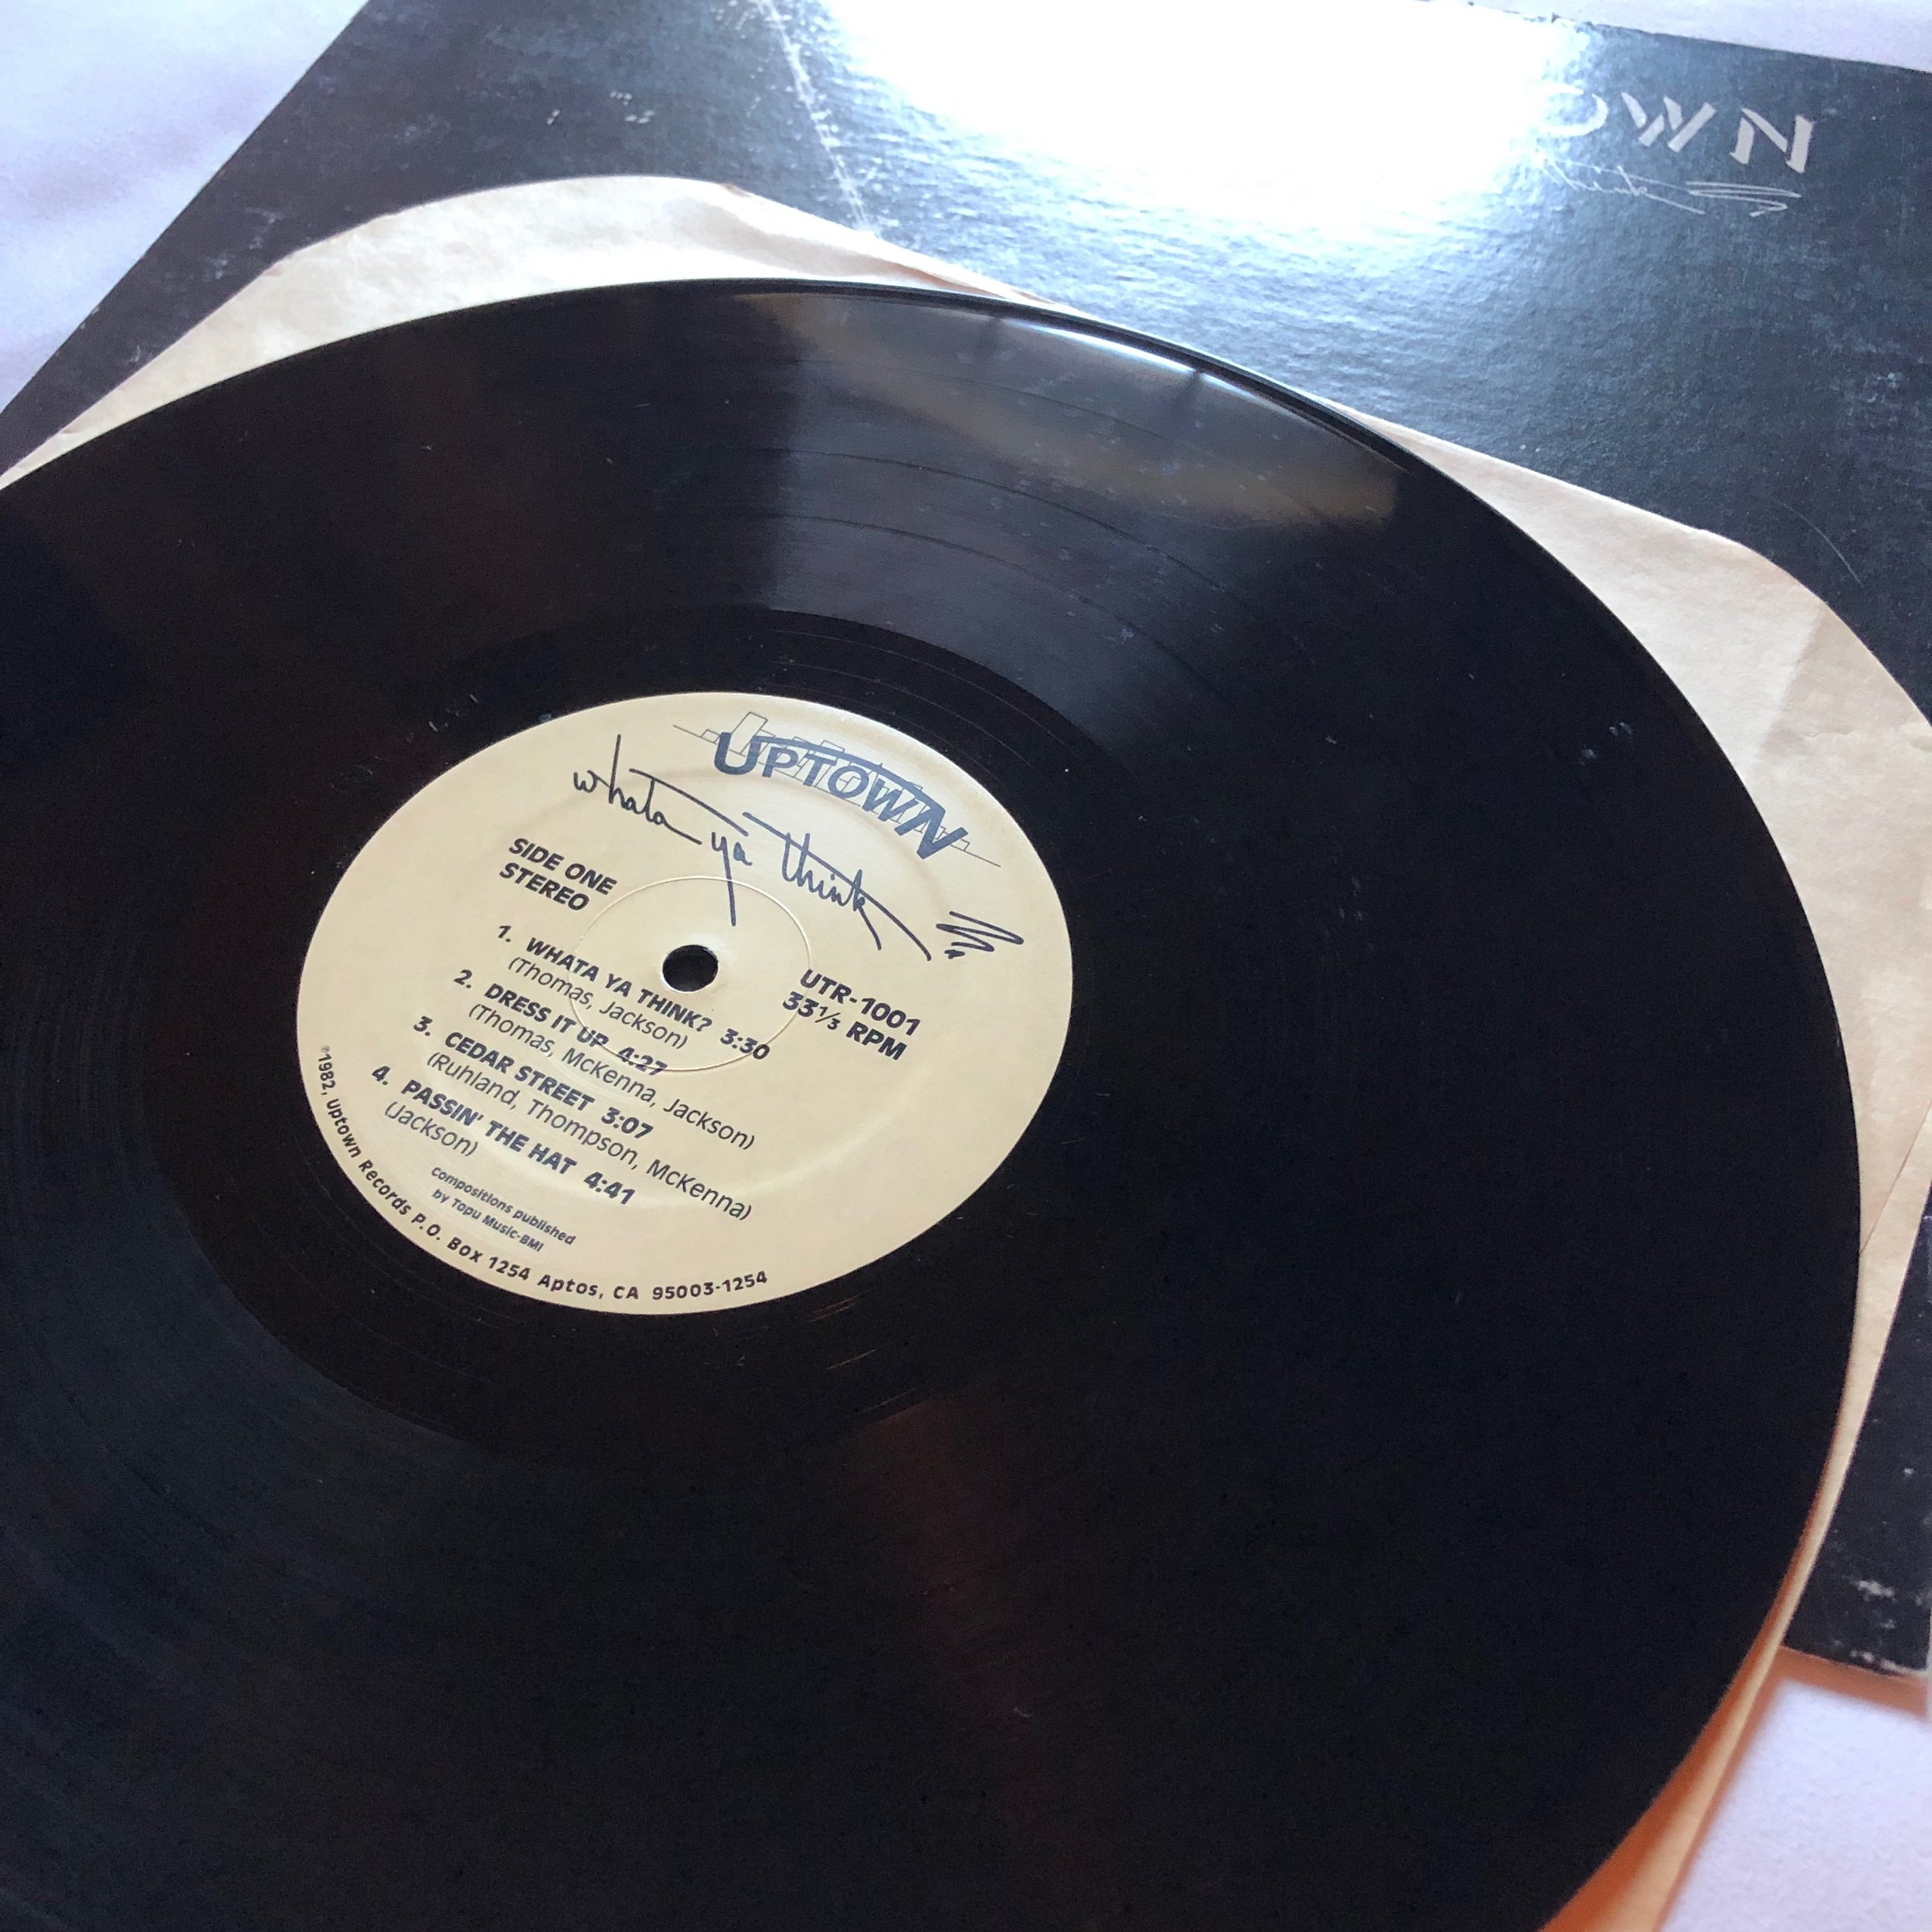 OWN
think
UPTOWN
whata ya think
SIDE ONE
STEREO
UTR-1001
33⅓ RPM
1. WHATA YA THINK? 3:30
(Thomas, Jackson)
2. DRESS IT UP 4:27
(Thomas, McKenna, Jackson)
3. CEDAR STREET 3:07
(Ruhland, Thompson, McKenna)
4. PASSIN' THE HAT 4:41
(Jackson)
compositions published
by Topu Music-BMI
℗1982, Uptown Records P.O. Box 1254 Aptos, CA 95003-1254